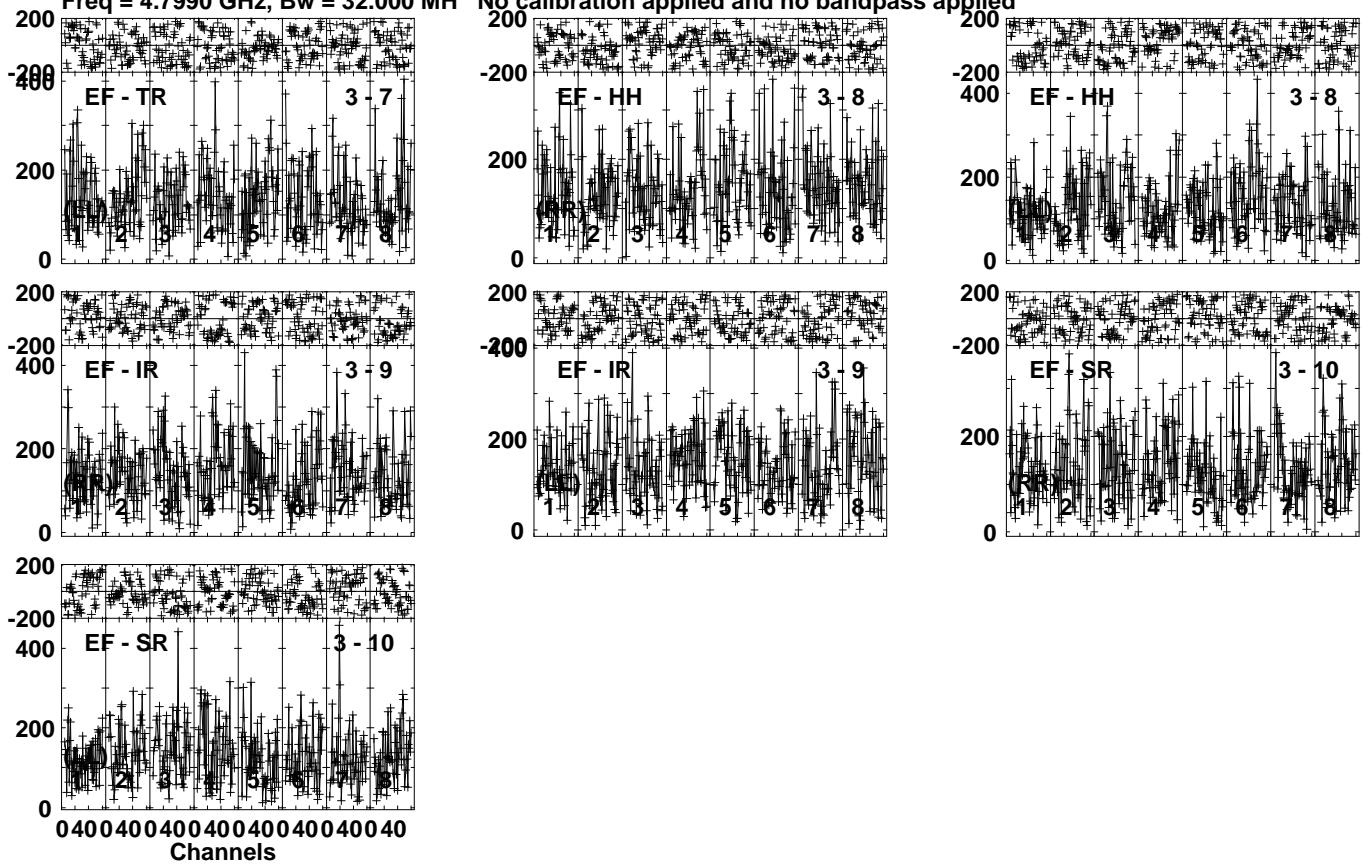 Freq = 4.7990 GHz, Bw = 32.000 MH No calibration applied and no bandpass applied
200
-200
400
EF - TR 3 - 7
200
(LL)
1 2 3 4 5 6 7 8
0
200
-200
EF - HH 3 - 8
200
(RR)
1 2 3 4 5 6 7 8
0
200
-200
400
EF - HH 3 - 8
200
(LL)
1 2 3 4 5 6 7 8
0
200
-200
400
EF - IR 3 - 9
200
(RR)
1 2 3 4 5 6 7 8
0
200
-200
400
EF - IR 3 - 9
200
(LL)
1 2 3 4 5 6 7 8
0
200
-200
EF - SR 3 - 10
200
(RR)
1 2 3 4 5 6 7 8
0
200
-200
400
EF - SR 3 - 10
200
(LL)
1 2 3 4 5 6 7 8
0
0 40 0 40 0 40 0 40 0 40 0 40 0 40 0 40
Channels